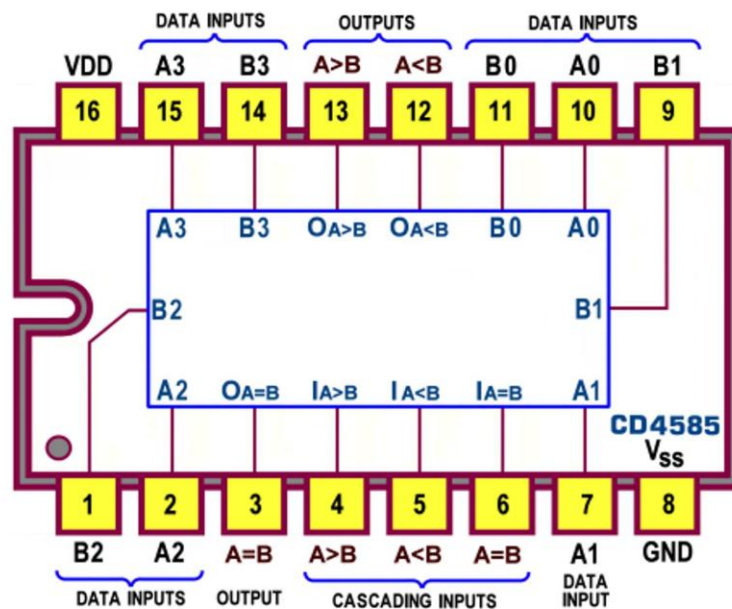 DATA INPUTS OUTPUTS DATA INPUTS
VDD A3 B3 A>B A<B B0 A0 B1
16 15 14 13 12 11 10 9
A3 B3 OA>B OA<B B0 A0
B2 B1
A2 OA=B IA>B IA<B IA=B A1
CD4585
VSS
1 2 3 4 5 6 7 8
B2 A2 A=B A>B A<B A=B A1 GND
DATA INPUTS OUTPUT CASCADING INPUTS DATA
INPUT